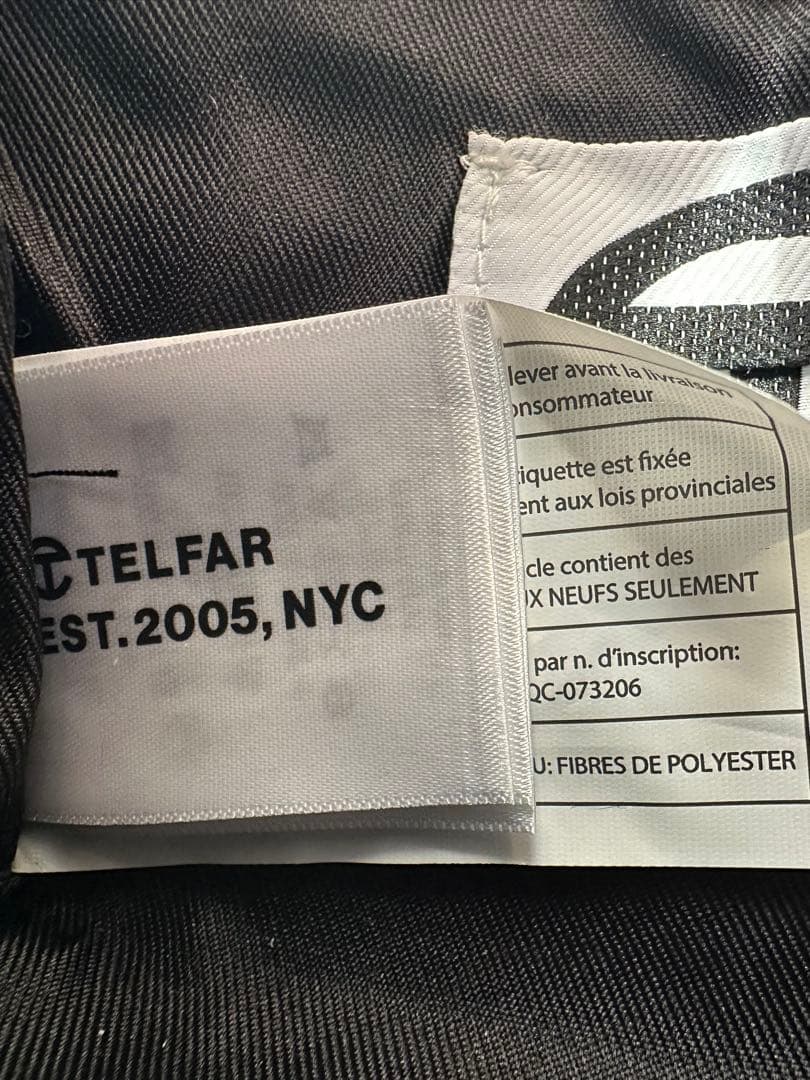 TELFAR
EST.2005, NYC
lever avant la livraison
onsommateur
iquette est fixée
ent aux lois provinciales
cle contient des
X NEUFS SEULEMENT
par n. d'inscription:
QC-073206
U: FIBRES DE POLYESTER